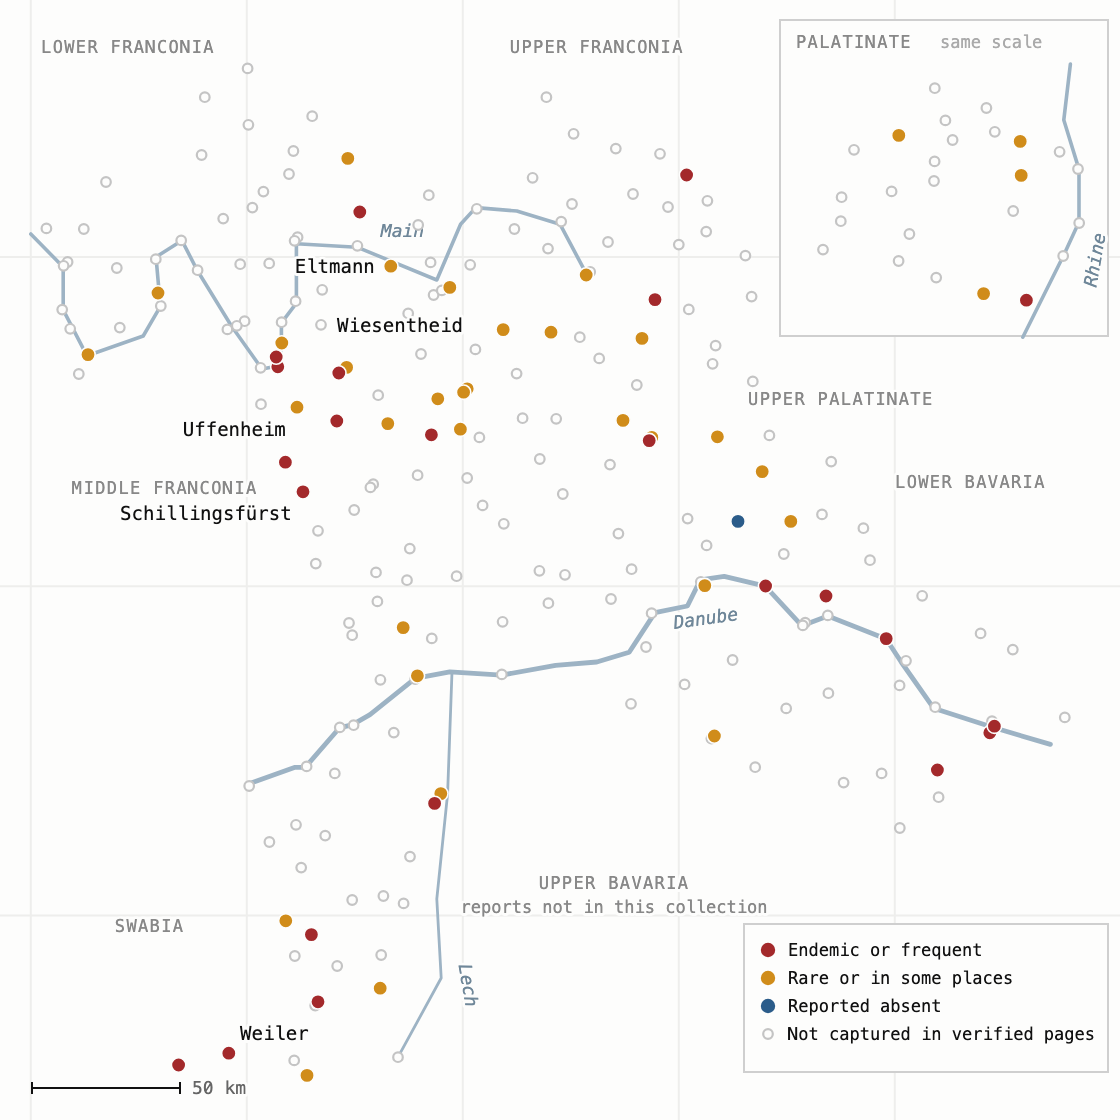 LOWER FRANCONIA
UPPER FRANCONIA
PALATINATE same scale
Main
Rhine
Eltmann
Wiesentheid
UPPER PALATINATE
Uffenheim
MIDDLE FRANCONIA
LOWER BAVARIA
Schillingsfürst
Danube
UPPER BAVARIA
reports not in this collection
SWABIA
Lech
Weiler
50 km
Endemic or frequent
Rare or in some places
Reported absent
Not captured in verified pages